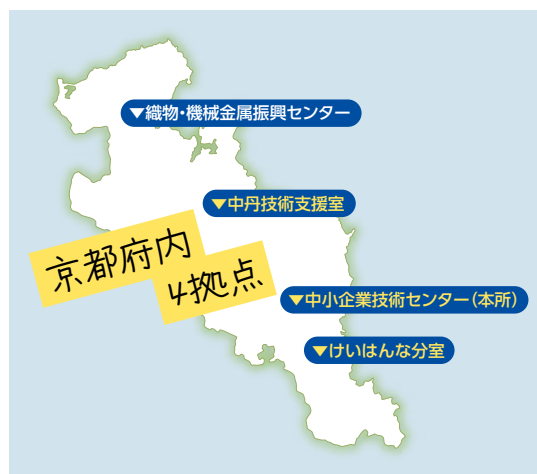 ▼織物・機械金属振興センター
▼中丹技術支援室
京都府内
4拠点
▼中小企業技術センター(本所)
▼けいはんな分室